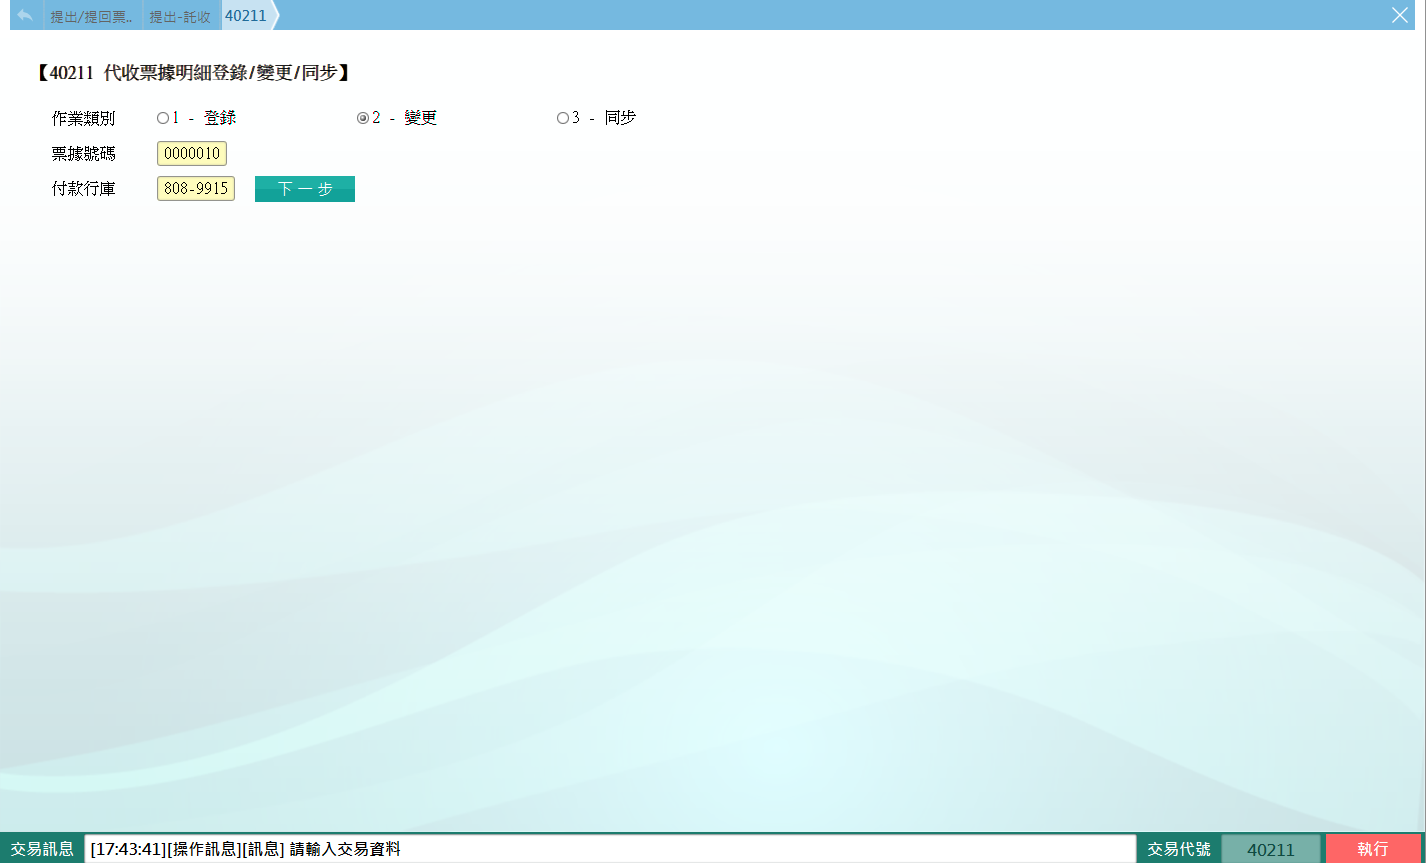 提出/提回票.. 提出-託收 40211
【40211 代收票據明細登錄/變更/同步】
作業類別 1 - 登錄 2 - 變更 3 - 同步
票據號碼 0000010
付款行庫 808-9915 下一步
交易訊息 [17:43:41][操作訊息][訊息] 請輸入交易資料 交易代號 40211 執行